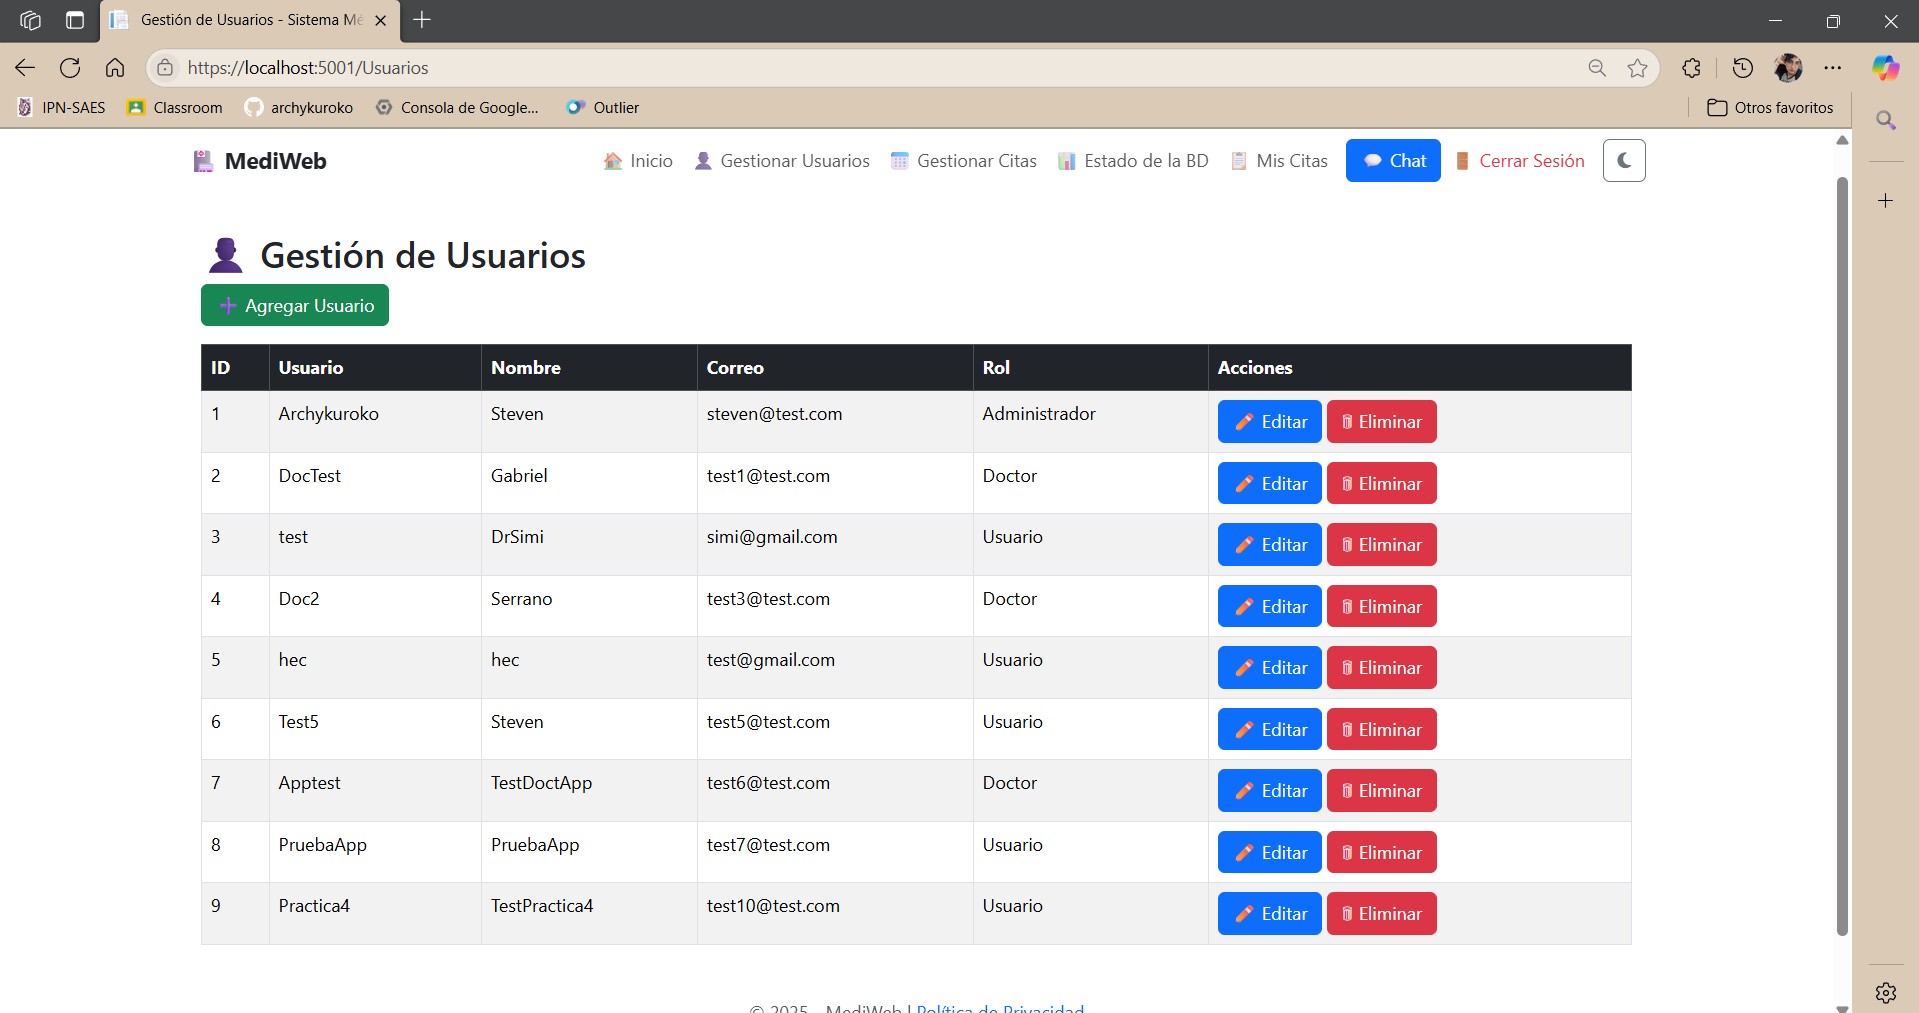 Gestión de Usuarios - Sistema Mé
https://localhost:5001/Usuarios
IPN-SAES Classroom archykuroko Consola de Google... Outlier Otros favoritos
MediWeb Inicio Gestionar Usuarios Gestionar Citas Estado de la BD Mis Citas Chat Cerrar Sesión
Gestión de Usuarios
Agregar Usuario
ID Usuario Nombre Correo Rol Acciones
1 Archykuroko Steven steven@test.com Administrador Editar Eliminar
2 DocTest Gabriel test1@test.com Doctor Editar Eliminar
3 test DrSimi simi@gmail.com Usuario Editar Eliminar
4 Doc2 Serrano test3@test.com Doctor Editar Eliminar
5 hec hec test@gmail.com Usuario Editar Eliminar
6 Test5 Steven test5@test.com Usuario Editar Eliminar
7 Apptest TestDoctApp test6@test.com Doctor Editar Eliminar
8 PruebaApp PruebaApp test7@test.com Usuario Editar Eliminar
9 Practica4 TestPractica4 test10@test.com Usuario Editar Eliminar
© 2025 - MediWeb | Política de Privacidad